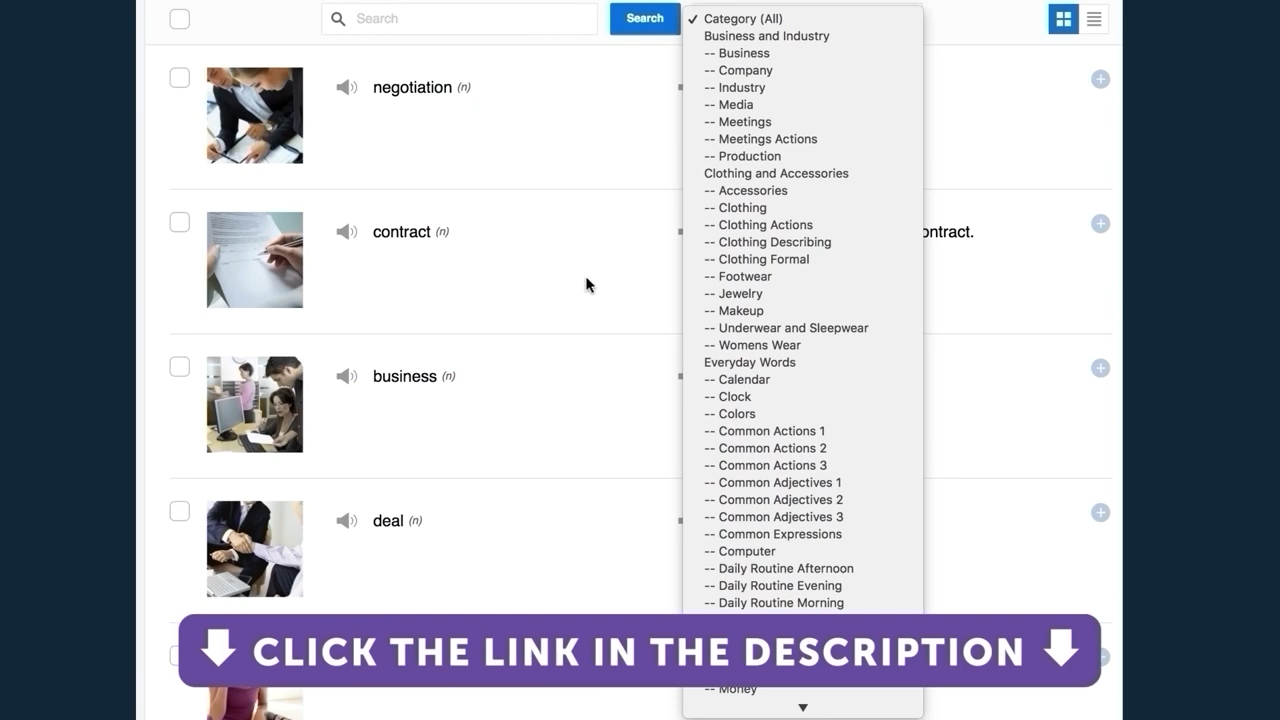 Search
Search
✓ Category (All)
Business and Industry
-- Business
-- Company
-- Industry
-- Media
-- Meetings
-- Meetings Actions
-- Production
Clothing and Accessories
-- Accessories
-- Clothing
-- Clothing Actions
-- Clothing Describing
-- Clothing Formal
-- Footwear
-- Jewelry
-- Makeup
-- Underwear and Sleepwear
-- Womens Wear
Everyday Words
-- Calendar
-- Clock
-- Colors
-- Common Actions 1
-- Common Actions 2
-- Common Actions 3
-- Common Adjectives 1
-- Common Adjectives 2
-- Common Adjectives 3
-- Common Expressions
-- Computer
-- Daily Routine Afternoon
-- Daily Routine Evening
-- Daily Routine Morning
-- Money
negotiation (n)
contract (n)
ontract.
business (n)
deal (n)
CLICK THE LINK IN THE DESCRIPTION